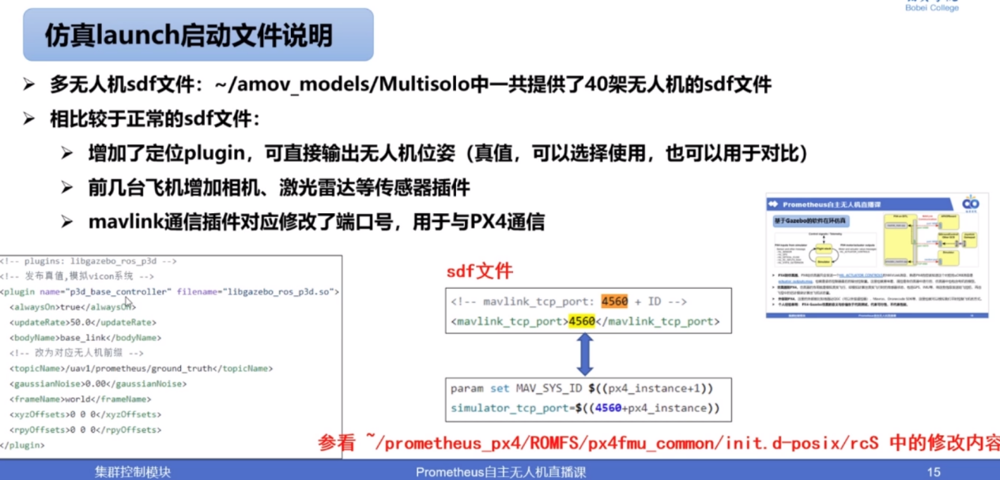 Bobei College
仿真launch启动文件说明
多无人机sdf文件：~/amov_models/Multisolo中一共提供了40架无人机的sdf文件
相比较于正常的sdf文件：
增加了定位plugin，可直接输出无人机位姿（真值，可以选择使用，也可以用于对比）
前几台飞机增加相机、激光雷达等传感器插件
mavlink通信插件对应修改了端口号，用于与PX4通信
<!-- plugins: libgazebo_ros_p3d -->
<!-- 发布真值,模拟vicon系统 -->
<plugin name="p3d_base_controller" filename="libgazebo_ros_p3d.so">
<alwaysOn>true</alwaysOn>
<updateRate>50.0</updateRate>
<bodyName>base_link</bodyName>
<!-- 改为对应无人机前缀 -->
<topicName>/uav1/prometheus/ground_truth</topicName>
<gaussianNoise>0.00</gaussianNoise>
<frameName>world</frameName>
<xyzOffsets>0 0 0</xyzOffsets>
<rpyOffsets>0 0 0</rpyOffsets>
</plugin>
sdf文件
<!-- mavlink_tcp_port: 4560 + ID -->
<mavlink_tcp_port>4560</mavlink_tcp_port>
param set MAV_SYS_ID $((px4_instance+1))
simulator_tcp_port=$((4560+px4_instance))
Prometheus自主无人机直播课
基于Gazebo的软件在环仿真
参看 ~/prometheus_px4/ROMFS/px4fmu_common/init.d-posix/rcS 中的修改内容
集群控制模块
Prometheus自主无人机直播课
15